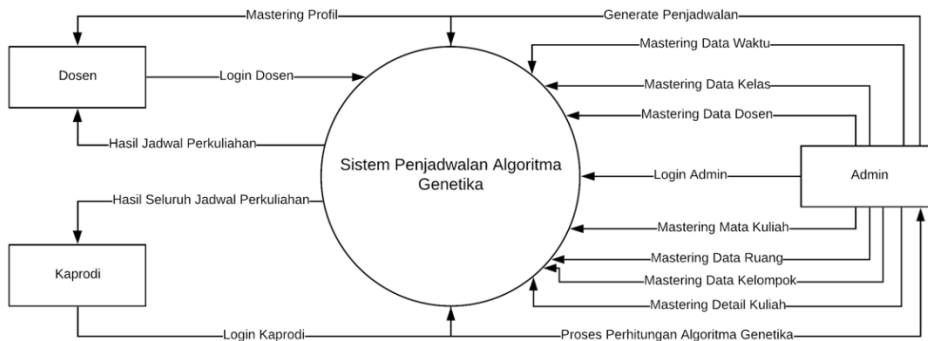 Mastering Profil
Generate Penjadwalan
Mastering Data Waktu
Dosen
Login Dosen
Mastering Data Kelas
Mastering Data Dosen
Hasil Jadwal Perkuliahan
Sistem Penjadwalan Algoritma
Genetika
Login Admin
Admin
Hasil Seluruh Jadwal Perkuliahan
Mastering Mata Kuliah
Mastering Data Ruang
Kaprodi
Mastering Data Kelompok
Mastering Detail Kuliah
Login Kaprodi
Proses Perhitungan Algoritma Genetika